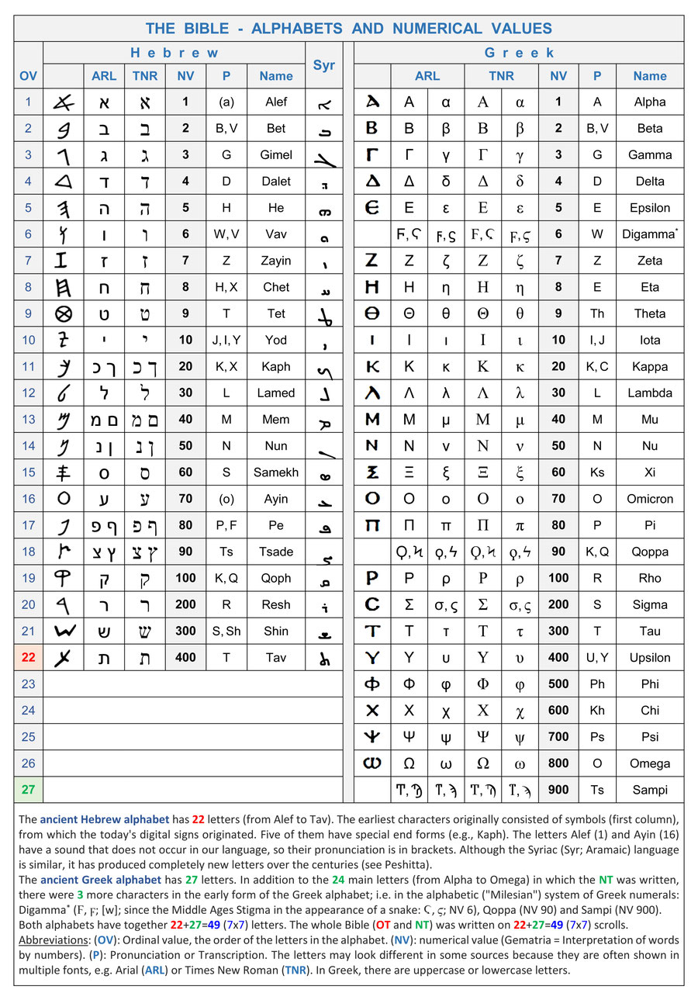 THE BIBLE - ALPHABETS AND NUMERICAL VALUES
Hebrew Syr Greek
OV ARL TNR NV P Name ARL TNR NV P Name
1 א א 1 (a) Alef ܐ Α α Α α 1 A Alpha
2 ב ב 2 B, V Bet ܒ Β β Β β 2 B, V Beta
3 ג ג 3 G Gimel ܓ Γ γ Γ γ 3 G Gamma
4 ד ד 4 D Dalet ܕ Δ δ Δ δ 4 D Delta
5 ה ה 5 H He ܗ Ε ε Ε ε 5 E Epsilon
6 ו ו 6 W, V Vav ܘ Ϝ, Ϛ ϝ, ϛ Ϝ, Ϛ ϝ, ϛ 6 W Digamma*
7 ז ז 7 Z Zayin ܙ Ζ ζ Ζ ζ 7 Z Zeta
8 ח ח 8 H, X Chet ܚ Η η Η η 8 E Eta
9 ט ט 9 T Tet ܛ Θ θ Θ θ 9 Th Theta
10 י י 10 J, I, Y Yod ܝ Ι ι Ι ι 10 I, J Iota
11 כ ך כ ך 20 K, X Kaph ܟ Κ κ Κ κ 20 K, C Kappa
12 ל ל 30 L Lamed ܠ Λ λ Λ λ 30 L Lambda
13 מ ם מ ם 40 M Mem ܡ Μ μ Μ μ 40 M Mu
14 נ ן נ ן 50 N Nun ܢ Ν ν Ν ν 50 N Nu
15 ס ס 60 S Samekh ܣ Ξ ξ Ξ ξ 60 Ks Xi
16 ע ע 70 (o) Ayin ܥ Ο ο Ο ο 70 O Omicron
17 פ ף פ ף 80 P, F Pe ܦ Π π Π π 80 P Pi
18 צ ץ צ ץ 90 Ts Tsade ܨ Ϙ, Ϟ ϙ, ϟ Ϙ, Ϟ ϙ, ϟ 90 K, Q Qoppa
19 ק ק 100 K, Q Qoph ܩ Ρ ρ Ρ ρ 100 R Rho
20 ר ר 200 R Resh ܪ Σ σ, ς Σ σ, ς 200 S Sigma
21 ש ש 300 S, Sh Shin ܫ Τ τ Τ τ 300 T Tau
22 ת ת 400 T Tav ܬ Υ υ Υ υ 400 U, Y Upsilon
23 Φ φ Φ φ 500 Ph Phi
24 Χ χ Χ χ 600 Kh Chi
25 Ψ ψ Ψ ψ 700 Ps Psi
26 Ω ω Ω ω 800 O Omega
27 Ͳ, Ϡ ͳ, ϡ Ͳ, Ϡ ͳ, ϡ 900 Ts Sampi
The ancient Hebrew alphabet has 22 letters (from Alef to Tav). The earliest characters originally consisted of symbols (first column),
from which the today's digital signs originated. Five of them have special end forms (e.g., Kaph). The letters Alef (1) and Ayin (16)
have a sound that does not occur in our language, so their pronunciation is in brackets. Although the Syriac (Syr; Aramaic) language
is similar, it has produced completely new letters over the centuries (see Peshitta).
The ancient Greek alphabet has 27 letters. In addition to the 24 main letters (from Alpha to Omega) in which the NT was written,
there were 3 more characters in the early form of the Greek alphabet; i.e. in the alphabetic ("Milesian") system of Greek numerals:
Digamma* (Ϝ, ϝ; [w]; since the Middle Ages Stigma in the appearance of a snake: Ϛ, ϛ; NV 6), Qoppa (NV 90) and Sampi (NV 900).
Both alphabets have together 22+27=49 (7x7) letters. The whole Bible (OT and NT) was written on 22+27=49 (7x7) scrolls.
Abbreviations: (OV): Ordinal value, the order of the letters in the alphabet. (NV): numerical value (Gematria = Interpretation of words
by numbers). (P): Pronunciation or Transcription. The letters may look different in some sources because they are often shown in
multiple fonts, e.g. Arial (ARL) or Times New Roman (TNR). In Greek, there are uppercase or lowercase letters.